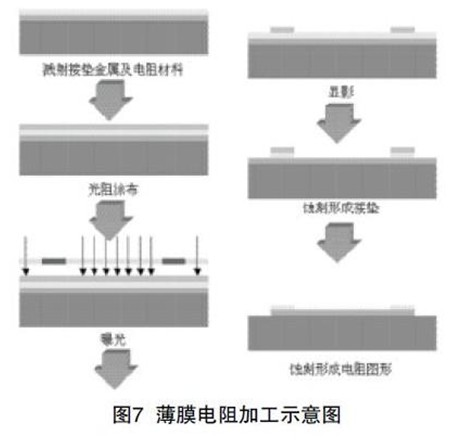 溅射接垫金属及电阻材料
光阻涂布
曝光
显影
蚀刻形成接垫
蚀刻形成电阻图形
图7 薄膜电阻加工示意图